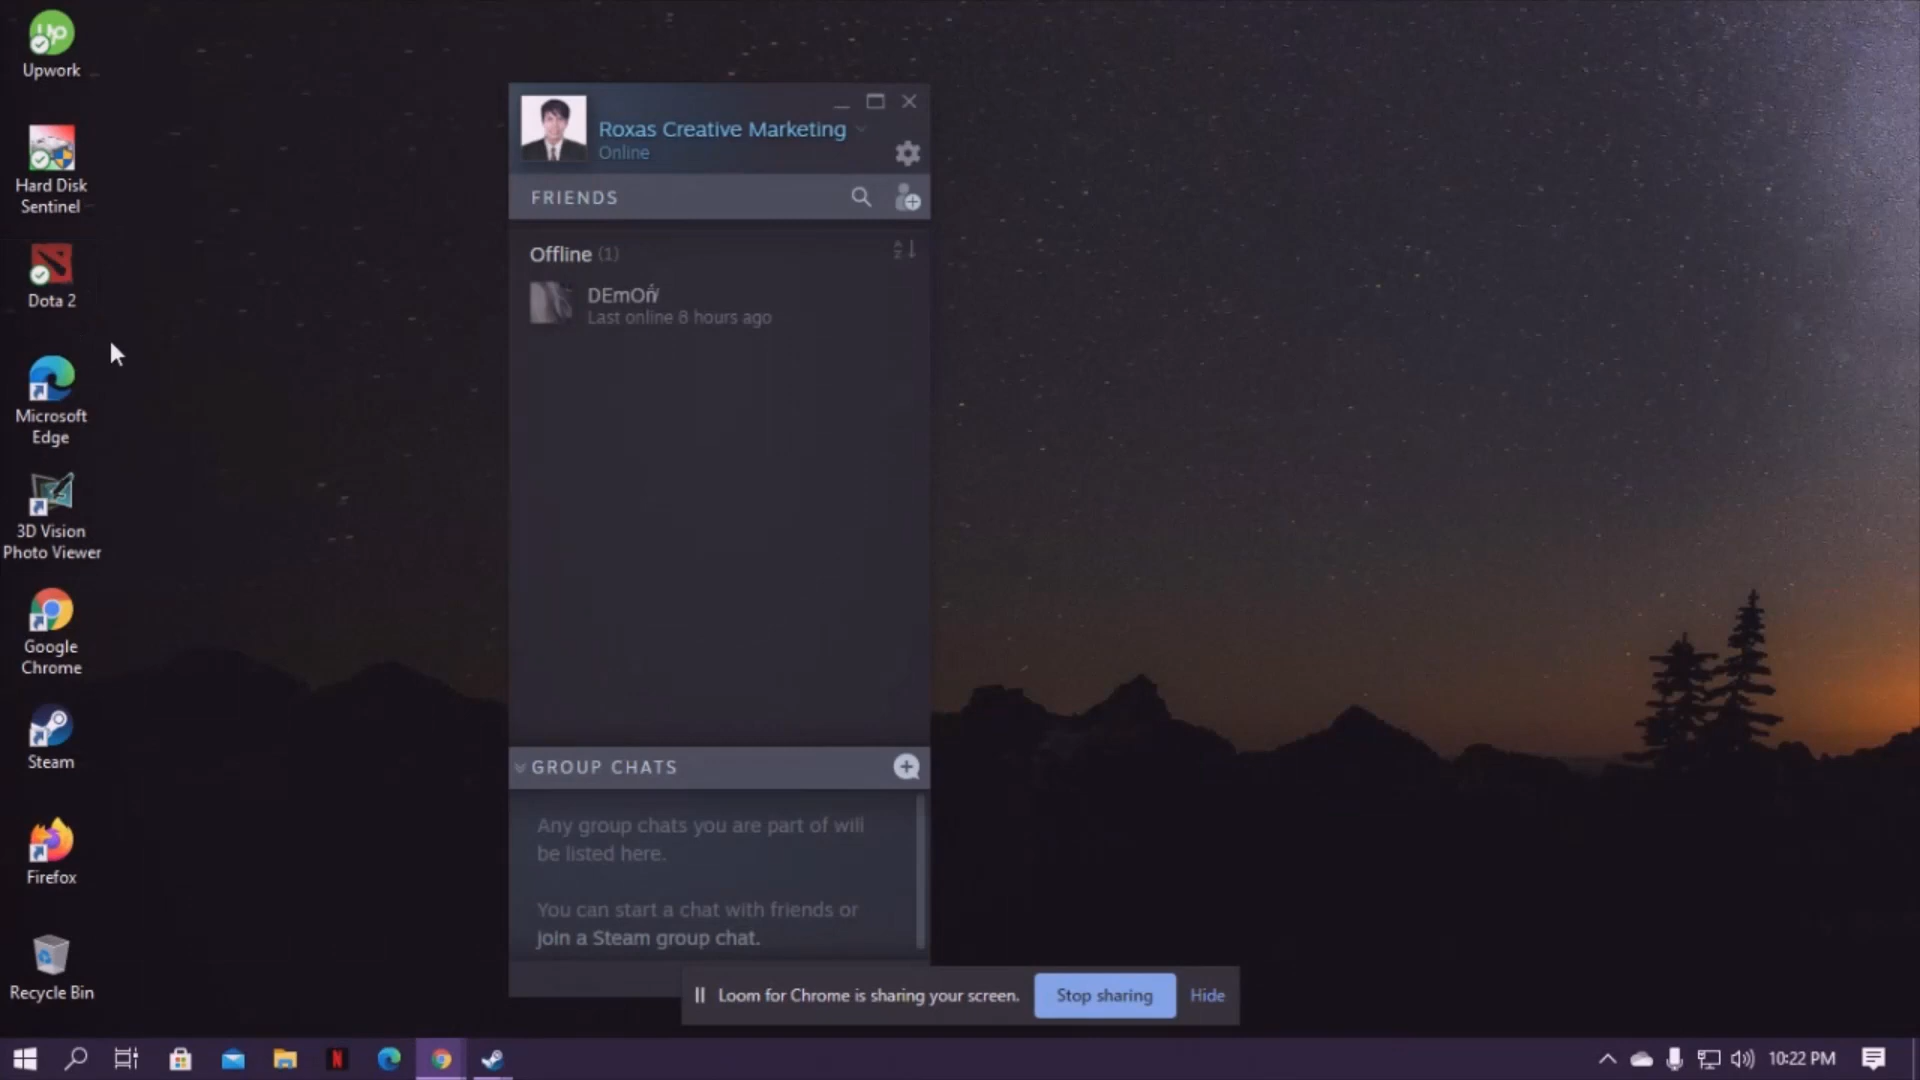 Upwork
Hard Disk
Sentinel
Dota 2
Microsoft
Edge
3D Vision
Photo Viewer
Google
Chrome
Steam
Firefox
Recycle Bin
Roxas Creative Marketing
Online
FRIENDS
Offline (1)
Last online 8 hours ago
GROUP CHATS
Any group chats you are part of will
be listed here.
You can start a chat with friends or
join a Steam group chat.
Loom for Chrome is sharing your screen.
Stop sharing
Hide
10:22 PM